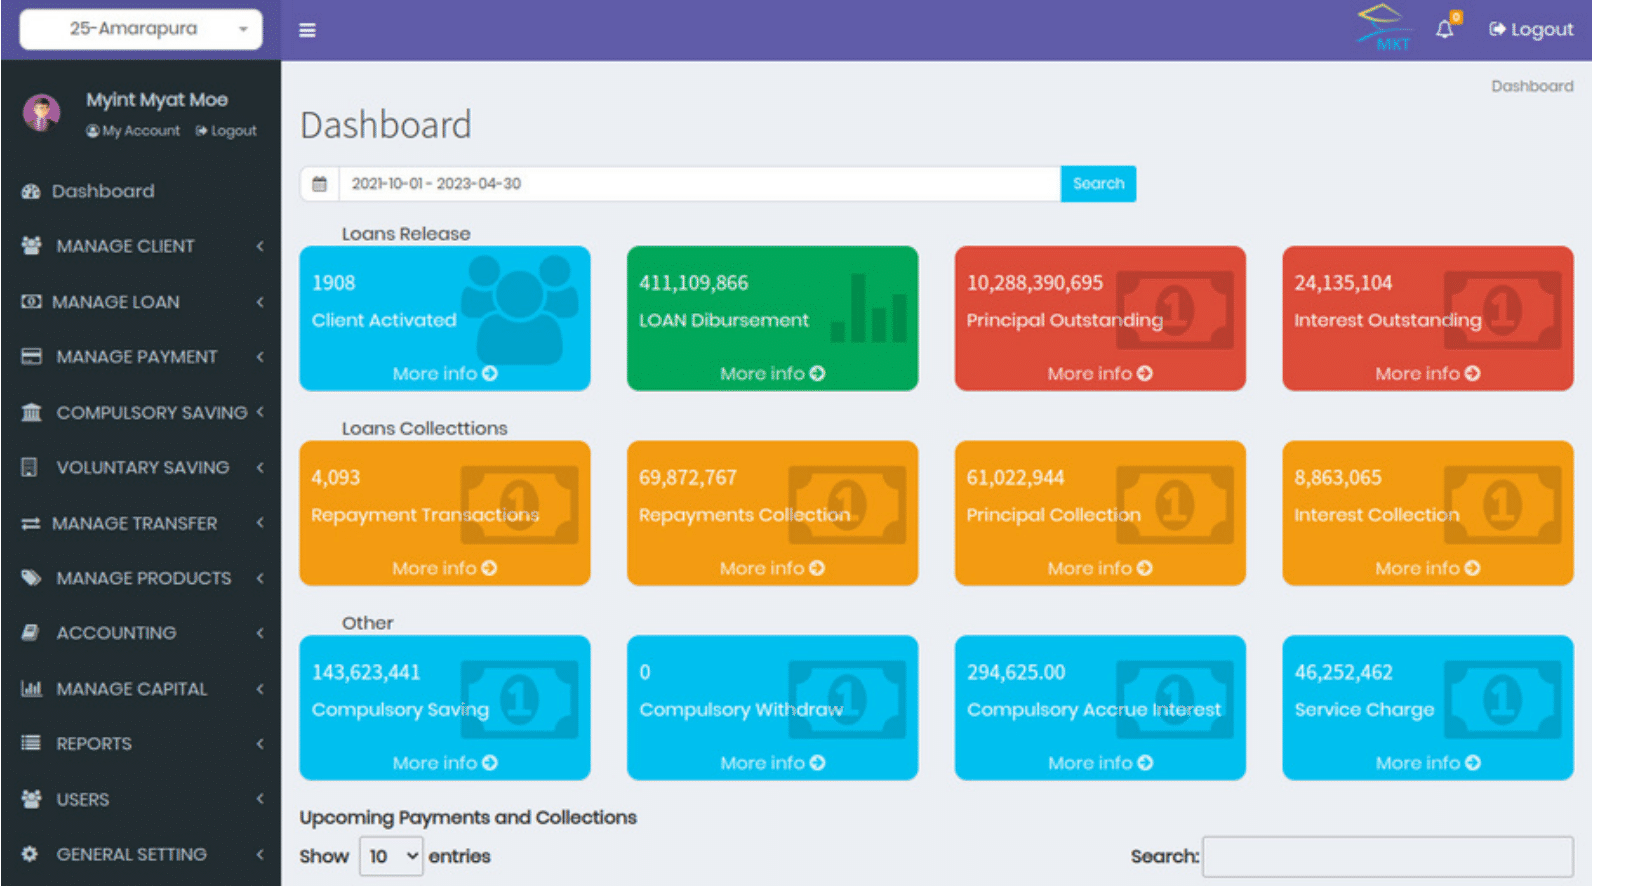 25-Amarapura
MKT
0
Logout
Myint Myat Moe
My Account Logout
Dashboard
MANAGE CLIENT
MANAGE LOAN
MANAGE PAYMENT
COMPULSORY SAVING
VOLUNTARY SAVING
MANAGE TRANSFER
MANAGE PRODUCTS
ACCOUNTING
MANAGE CAPITAL
REPORTS
USERS
GENERAL SETTING
Dashboard
Dashboard
2021-10-01 - 2023-04-30
Search
Loans Release
1908
Client Activated
More info
411,109,866
LOAN Dibursement
More info
10,288,390,695
Principal Outstanding
More info
24,135,104
Interest Outstanding
More info
Loans Collecttions
4,093
Repayment Transactions
More info
69,872,767
Repayments Collection
More info
61,022,944
Principal Collection
More info
8,863,065
Interest Collection
More info
Other
143,623,441
Compulsory Saving
More info
0
Compulsory Withdraw
More info
294,625.00
Compulsory Accrue Interest
More info
46,252,462
Service Charge
More info
Upcoming Payments and Collections
Show 10 entries
Search: